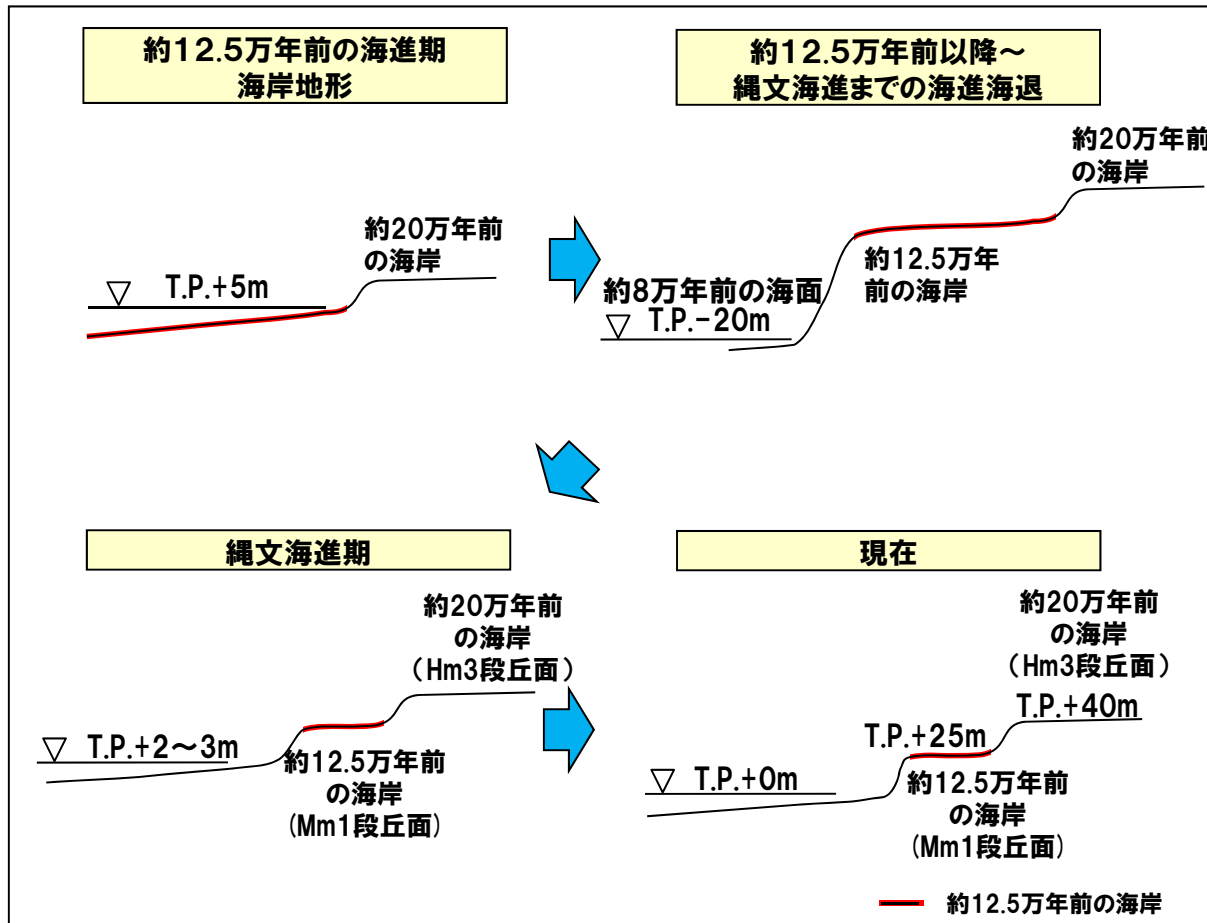 約12.5万年前の海進期
海岸地形
約20万年前
の海岸
T.P.+5m
約12.5万年前以降～
縄文海進までの海進海退
約20万年前
の海岸
約12.5万年
前の海岸
約8万年前の海面
T.P.-20m
縄文海進期
約20万年前
の海岸
（Hm3段丘面）
T.P.+2～3m
約12.5万年前
の海岸
(Mm1段丘面)
現在
約20万年前
の海岸
（Hm3段丘面）
T.P.+40m
T.P.+25m
T.P.+0m
約12.5万年前
の海岸
(Mm1段丘面)
約12.5万年前の海岸